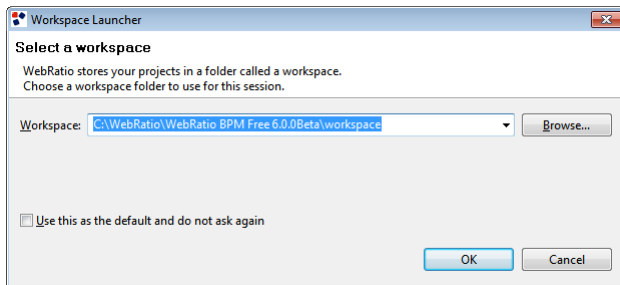 Workspace Launcher
Select a workspace
WebRatio stores your projects in a folder called a workspace.
Choose a workspace folder to use for this session.
Workspace: C:\WebRatio\WebRatio BPM Free 6.0.0Beta\workspace Browse...
Use this as the default and do not ask again
OK Cancel